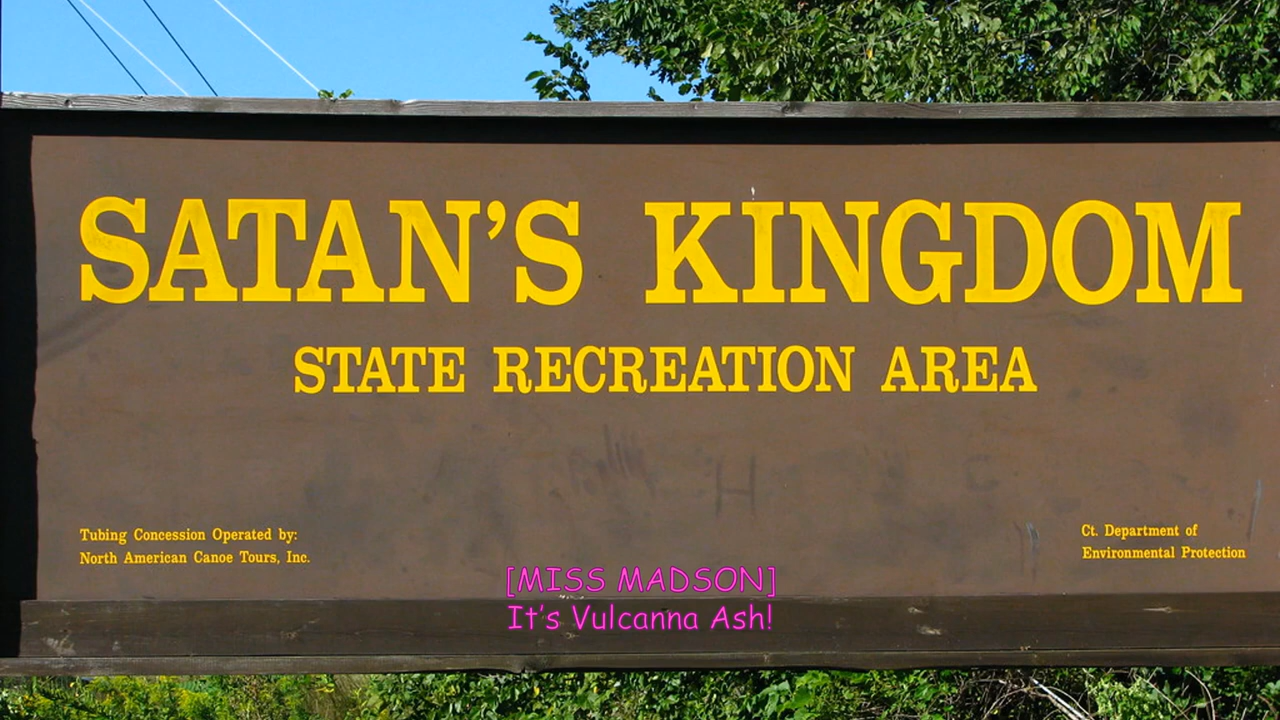 SATAN'S KINGDOM
STATE RECREATION AREA
Tubing Concession Operated by:
North American Canoe Tours, Inc.
Ct. Department of
Environmental Protection
[MISS MADSON]
It's Vulcanna Ash!